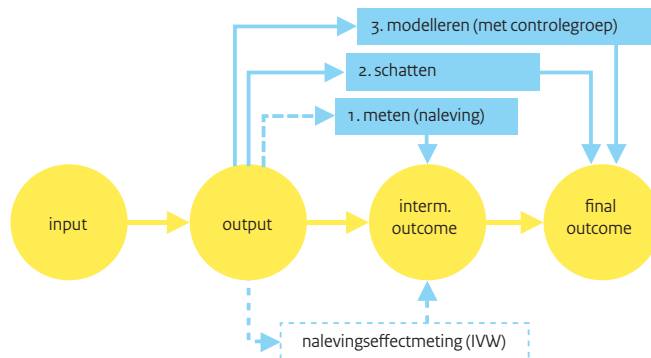 3. modelleren (met controlegroep)
2. schatten
1. meten (naleving)
input
output
interm.
outcome
final
outcome
nalevingseffectmeting (IVW)